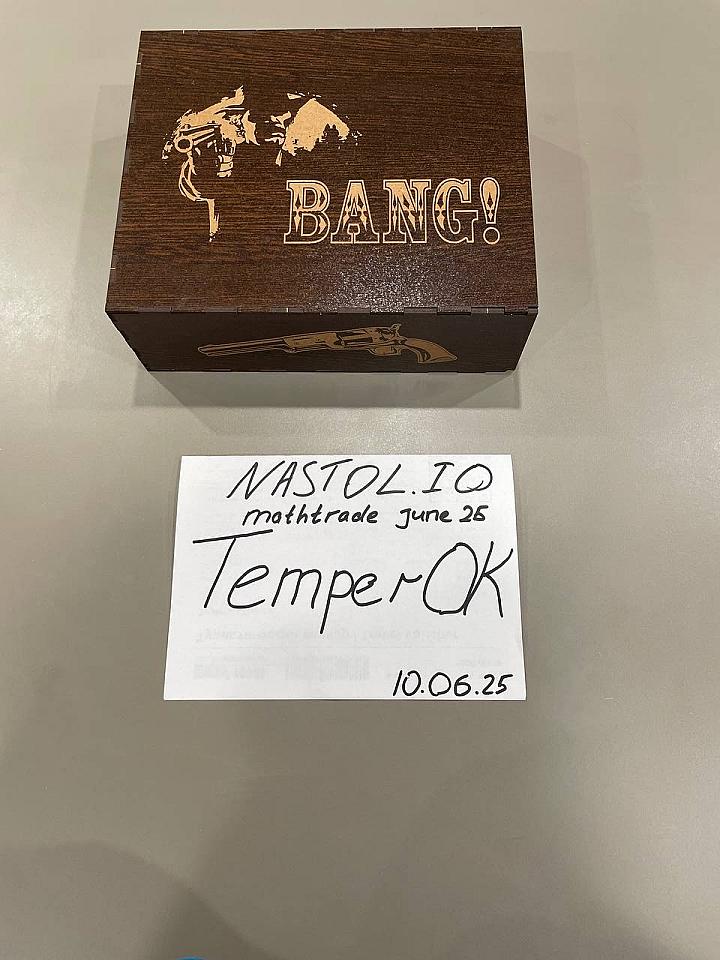 BANG!
NASTOL.IO
mathtrade june 25
TemperOK
10.06.25